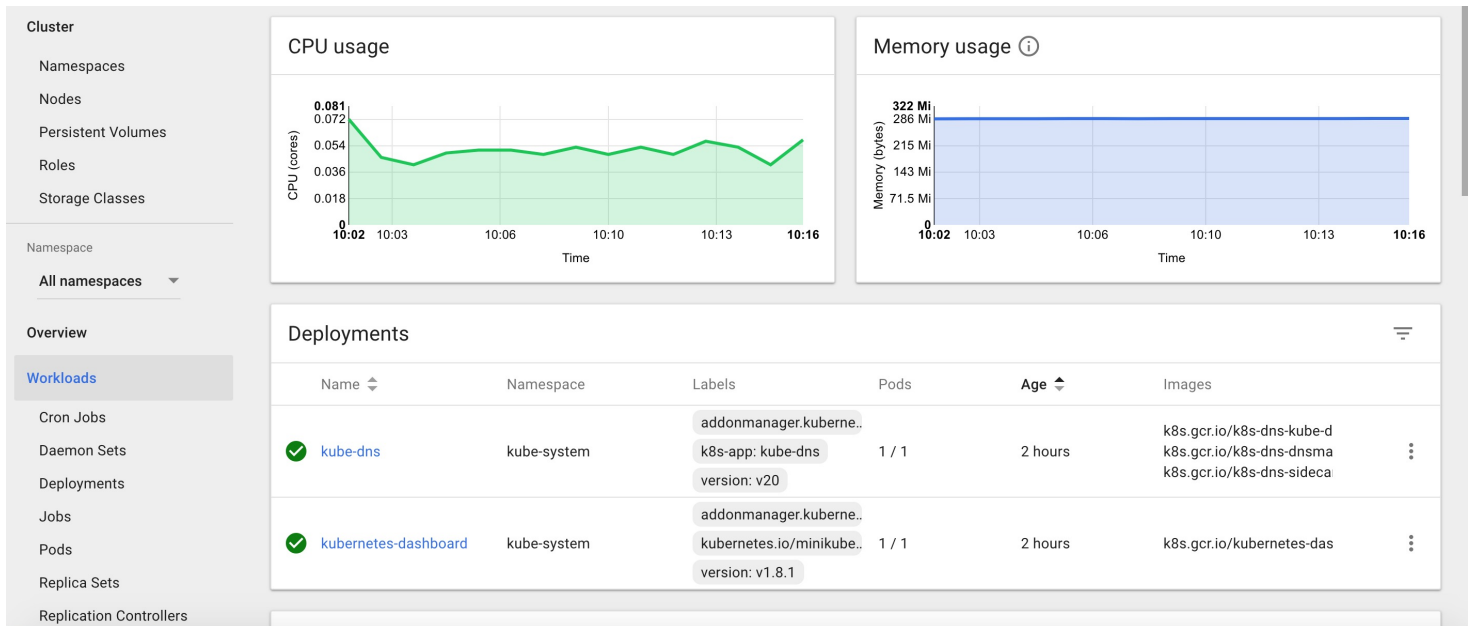 Cluster
Namespaces
Nodes
Persistent Volumes
Roles
Storage Classes
Namespace
All namespaces
Overview
Workloads
Cron Jobs
Daemon Sets
Deployments
Jobs
Pods
Replica Sets
Replication Controllers
CPU usage
CPU (cores)
0.081
0.072
0.054
0.036
0.018
0
10:02 10:03 10:06 10:10 10:13 10:16
Time
Memory usage
Memory (bytes)
322 Mi
286 Mi
215 Mi
143 Mi
71.5 Mi
0
10:02 10:03 10:06 10:10 10:13 10:16
Time
Deployments
Name Namespace Labels Pods Age Images
kube-dns
kube-system
addonmanager.kuberne..
k8s-app: kube-dns
version: v20
1 / 1
2 hours
k8s.gcr.io/k8s-dns-kube-d
k8s.gcr.io/k8s-dns-dnsma
k8s.gcr.io/k8s-dns-sideca
kubernetes-dashboard
kube-system
addonmanager.kuberne..
kubernetes.io/minikube..
version: v1.8.1
1 / 1
2 hours
k8s.gcr.io/kubernetes-das